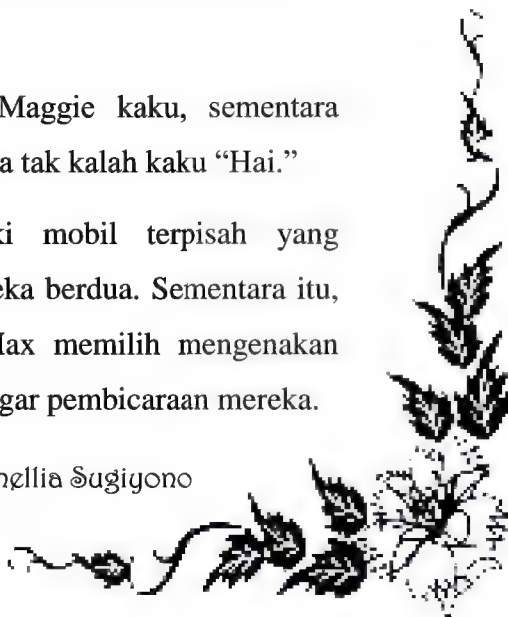 Maggie kaku, sementara
a tak kalah kaku “Hai.”
ki mobil terpisah yang
eka berdua. Sementara itu,
Max memilih mengenakan
gar pembicaraan mereka.
nellia Sugiyono